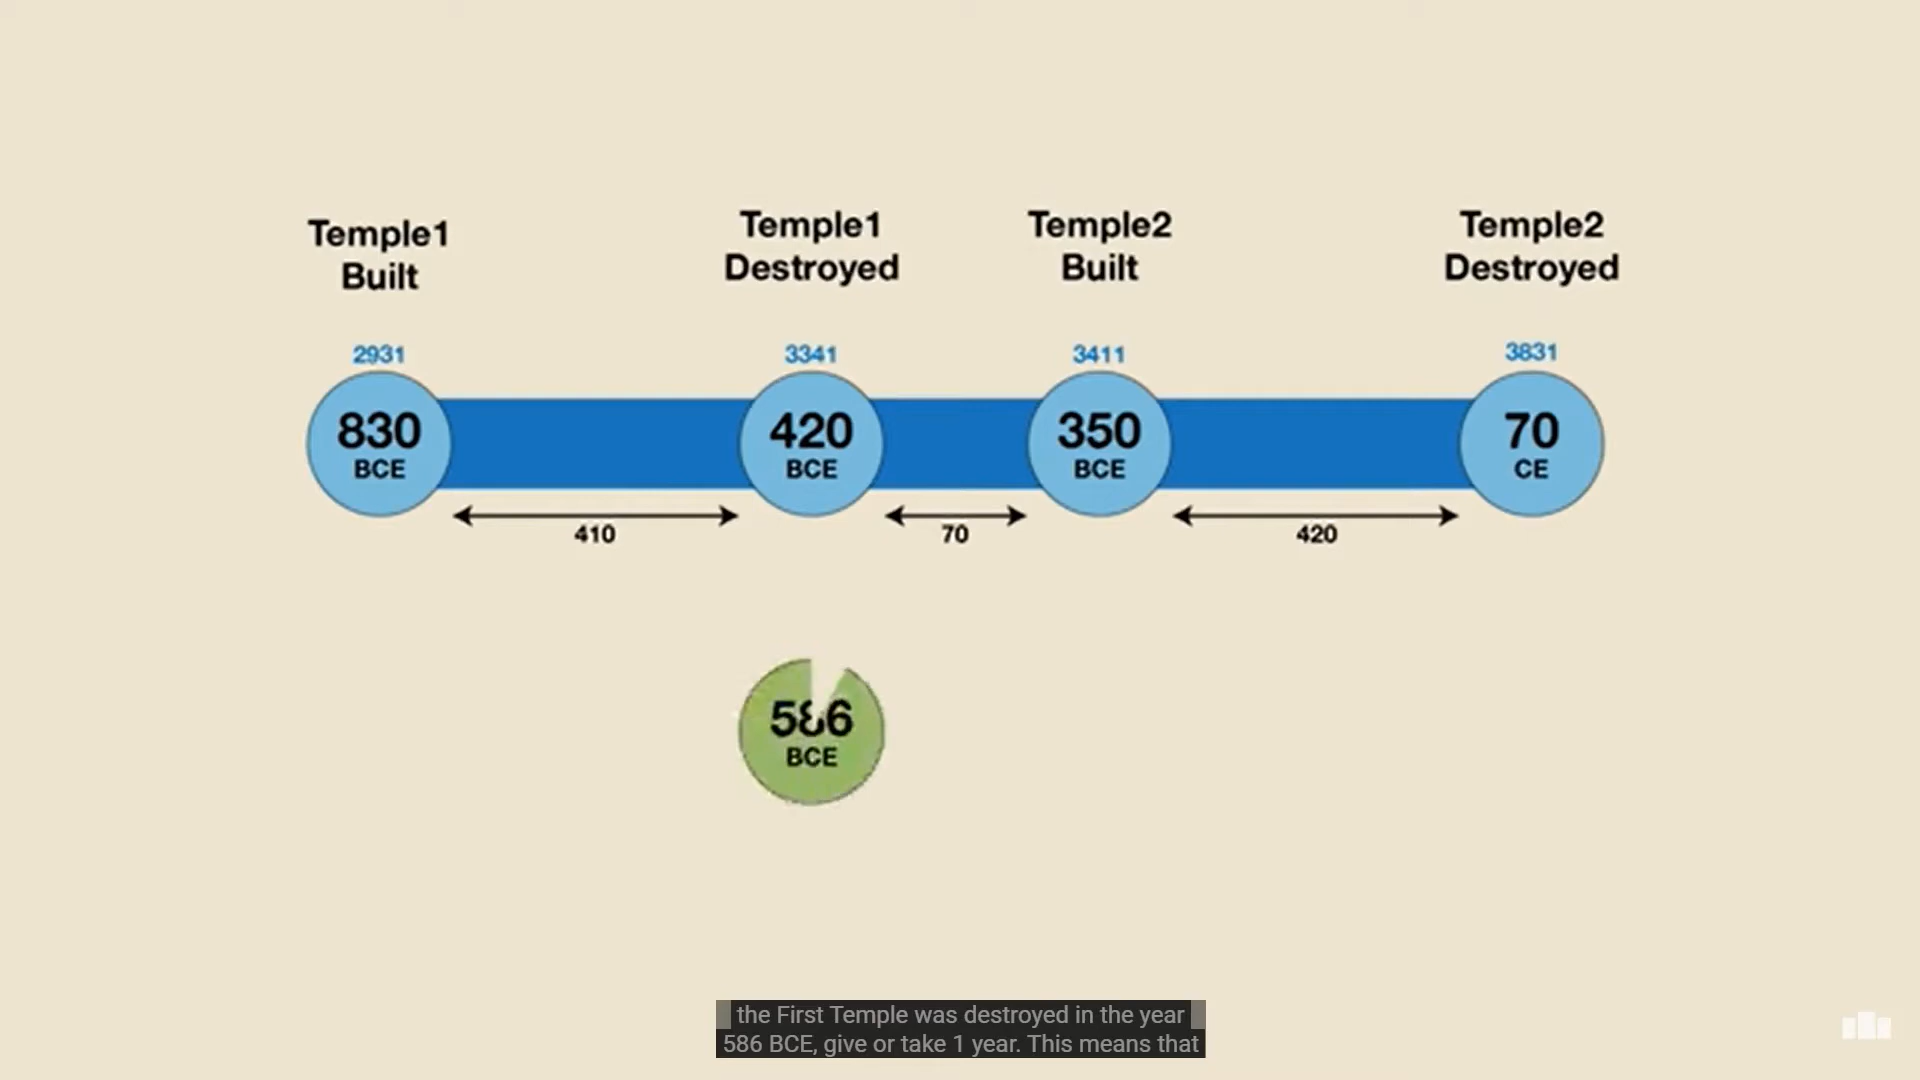 Temple1
Built
Temple1
Destroyed
Temple2
Built
Temple2
Destroyed
2931
3341
3411
3831
830
BCE
420
BCE
350
BCE
70
CE
410
70
420
586
BCE
the First Temple was destroyed in the year
586 BCE, give or take 1 year. This means that